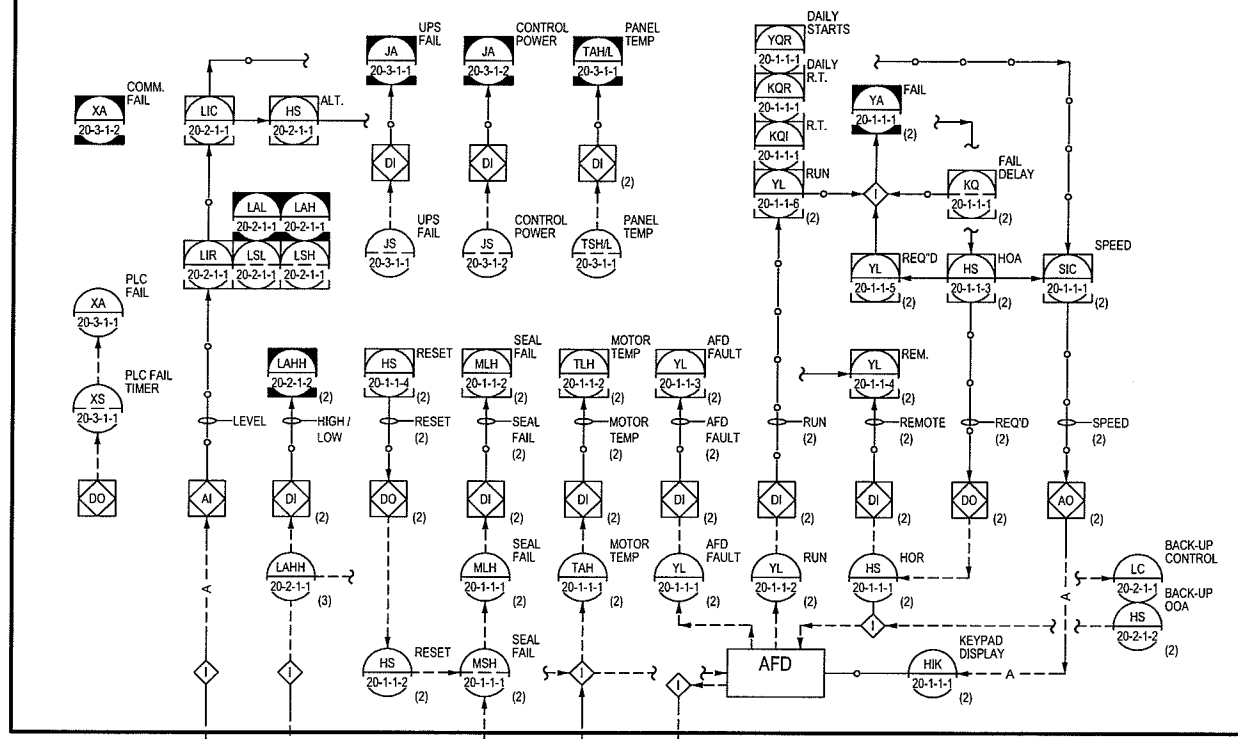 DAILY
STARTS
YQR
20-1-1-1
DAILY
R.T.
KQR
20-1-1-1
R.T.
KQI
20-1-1-1
RUN
YL
20-1-1-6
(2)
UPS
FAIL
JA
20-3-1-1
CONTROL
POWER
JA
20-3-1-2
PANEL
TEMP
TAH/L
20-3-1-1
COMM.
FAIL
XA
20-3-1-2
LIC
20-2-1-1
ALT.
HS
20-2-1-1
FAIL
YA
20-1-1-1
(2)
DI
DI
DI
(2)
FAIL
DELAY
KQ
20-1-1-1
(2)
I
LAL
20-2-1-1
LAH
20-2-1-1
LIR
20-2-1-1
LSL
20-2-1-1
LSH
20-2-1-1
UPS
FAIL
JS
20-3-1-1
CONTROL
POWER
JS
20-3-1-2
PANEL
TEMP
TSH/L
20-3-1-1
REQ"D
YL
20-1-1-5
(2)
HOA
HS
20-1-1-3
(2)
SPEED
SIC
20-1-1-1
(2)
PLC
FAIL
XA
20-3-1-1
PLC FAIL
TIMER
XS
20-3-1-1
LAHH
20-2-1-2
(2)
RESET
HS
20-1-1-4
(2)
SEAL
FAIL
MLH
20-1-1-2
(2)
MOTOR
TEMP
TLH
20-1-1-2
(2)
AFD
FAULT
YL
20-1-1-3
(2)
REM.
YL
20-1-1-4
(2)
LEVEL
HIGH /
LOW
RESET
(2)
SEAL
FAIL
(2)
MOTOR
TEMP
(2)
AFD
FAULT
(2)
RUN
(2)
REMOTE
(2)
REQ'D
(2)
SPEED
(2)
DO
AI
DI
(2)
DO
(2)
DI
(2)
DI
(2)
DI
(2)
DI
(2)
DI
(2)
DO
(2)
AO
(2)
A
LAHH
20-2-1-1
(3)
SEAL
FAIL
MLH
20-1-1-1
(2)
MOTOR
TEMP
TAH
20-1-1-1
(2)
AFD
FAULT
YL
20-1-1-1
(2)
RUN
YL
20-1-1-2
(2)
HOR
HS
20-1-1-1
(2)
A
BACK-UP
CONTROL
LC
20-2-1-1
BACK-UP
OOA
HS
20-2-1-2
(2)
I
I
I
RESET
HS
20-1-1-2
(2)
SEAL
FAIL
MSH
20-1-1-1
(2)
I
I
AFD
KEYPAD
DISPLAY
HIK
20-1-1-1
(2)
A